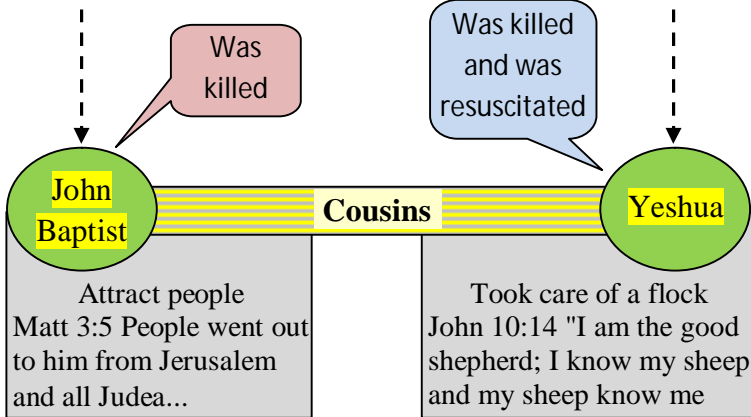 Was
killed
Was killed
and was
resuscitated
John
Baptist
Cousins
Yeshua
Attract people
Matt 3:5 People went out
to him from Jerusalem
and all Judea...
Took care of a flock
John 10:14 "I am the good
shepherd; I know my sheep
and my sheep know me